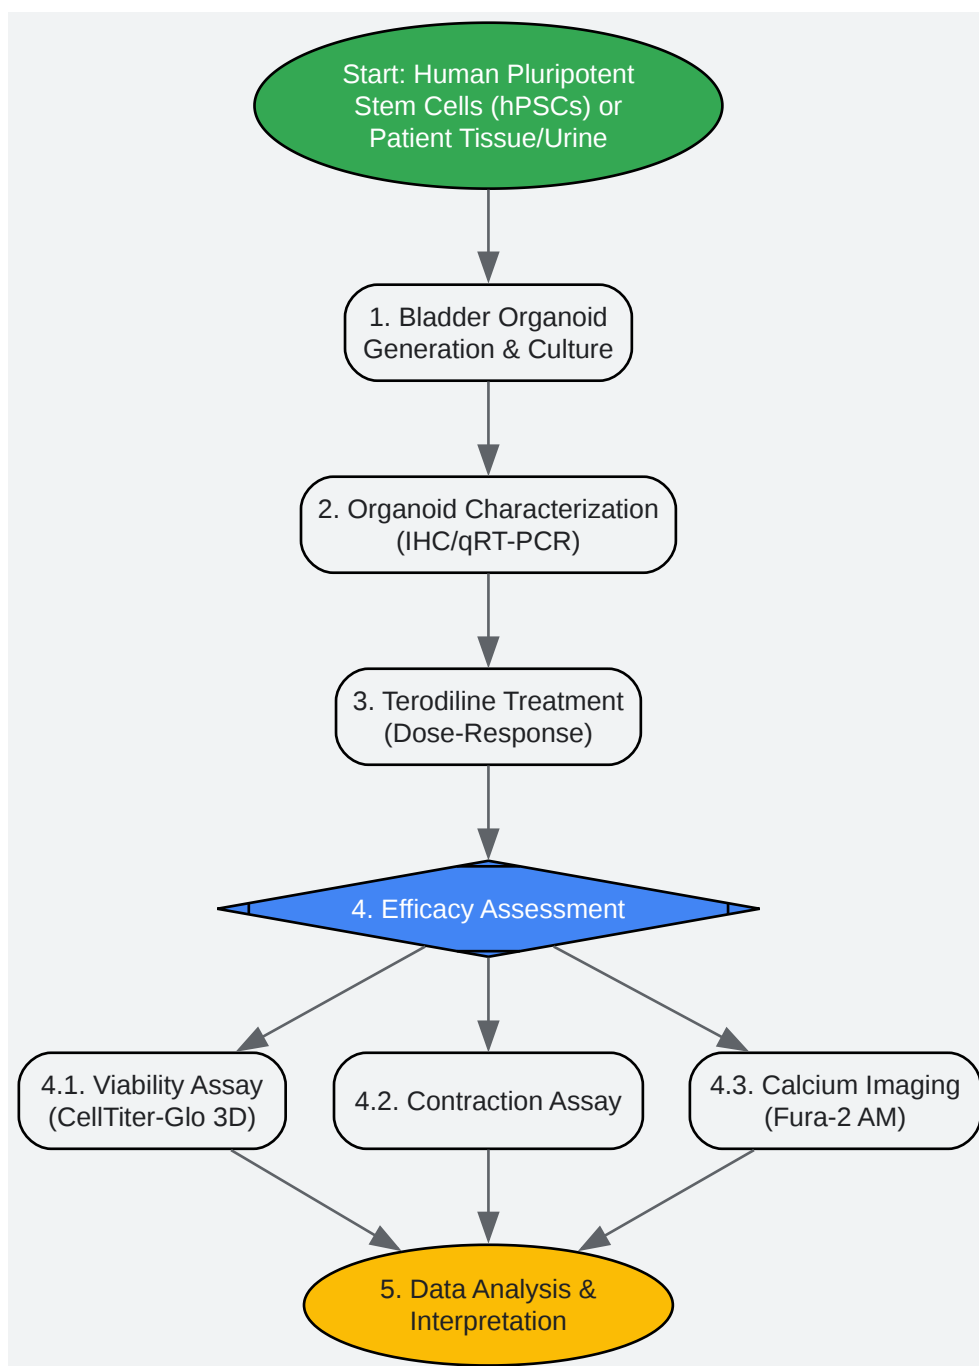 Start: Human Pluripotent
Stem Cells (hPSCs) or
Patient Tissue/Urine
1. Bladder Organoid
Generation & Culture
2. Organoid Characterization
(IHC/qRT-PCR)
3. Terodiline Treatment
(Dose-Response)
4. Efficacy Assessment
4.1. Viability Assay
(CellTiter-Glo 3D)
4.2. Contraction Assay
4.3. Calcium Imaging
(Fura-2 AM)
5. Data Analysis &
Interpretation